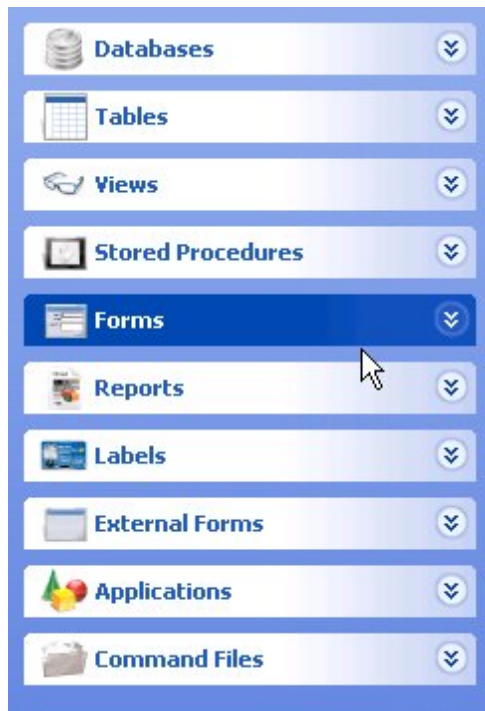 Databases
Tables
Views
Stored Procedures
Forms
Reports
Labels
External Forms
Applications
Command Files